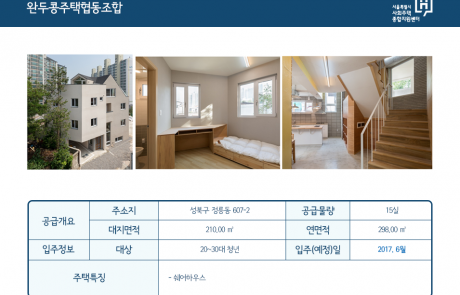 완두콩주택협동조합
서울특별시
사회주택
종합지원센터
공급개요
주소지
성북구 정릉동 607-2
공급물량
15실
대지면적
210.00 ㎡
연면적
298.00 ㎡
입주정보
대상
20~30대 청년
입주(예정)일
2017. 6월
주택특징
- 쉐어하우스